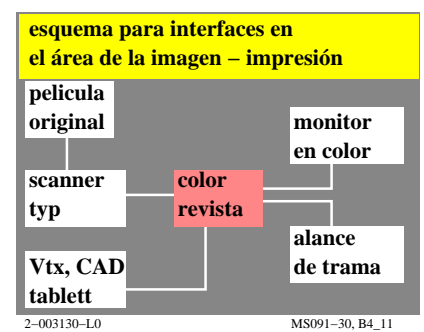 esquema para interfaces en
el área de la imagen – impresión
pelicula
original
monitor
en color
scanner
typ
color
revista
alance
de trama
Vtx, CAD
tablett
2–003130–L0
MS091–30, B4_11